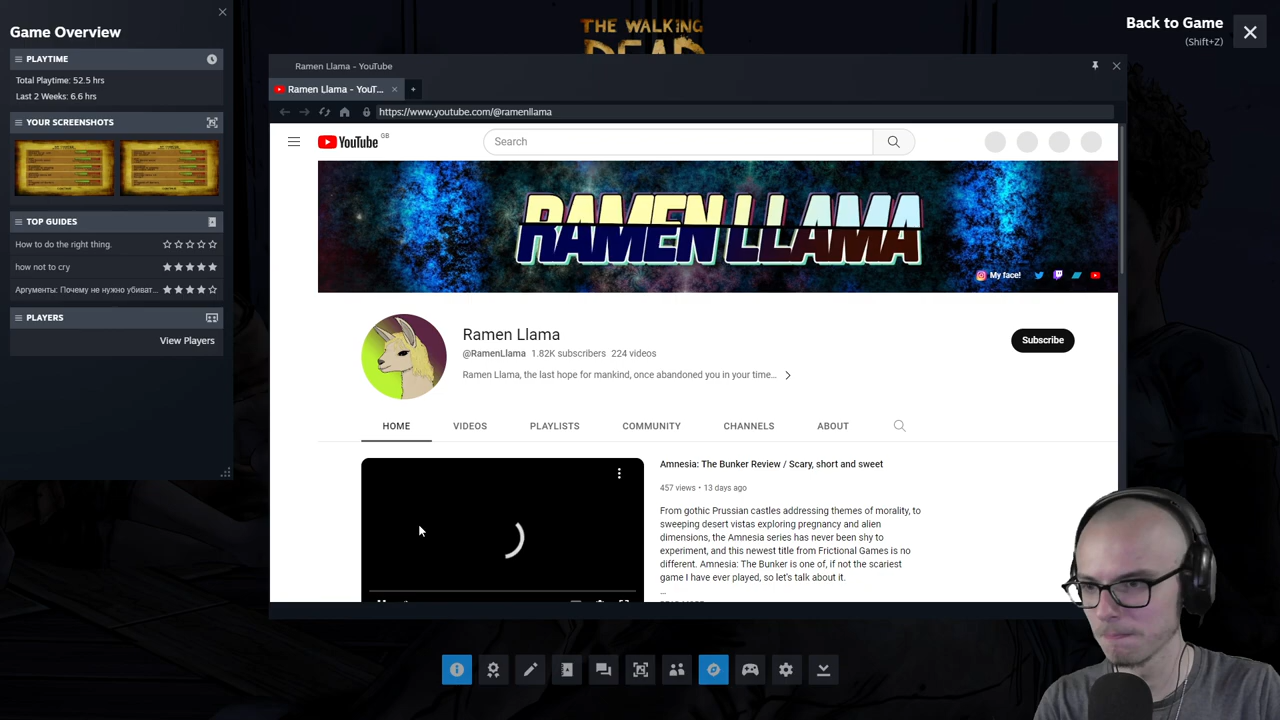 Game Overview
PLAYTIME
Total Playtime: 52.5 hrs
Last 2 Weeks: 6.6 hrs
YOUR SCREENSHOTS
TOP GUIDES
How to do the right thing.
how not to cry
Аргументы: Почему не нужно убиват...
PLAYERS
View Players
THE WALKING
DEAD
Back to Game
(Shift+Z)
Ramen Llama - YouTube
Ramen Llama - YouT...
https://www.youtube.com/@ramenllama
YouTube GB
Search
RAMEN LLAMA
My face!
Ramen Llama
@RamenLlama 1.82K subscribers 224 videos
Ramen Llama, the last hope for mankind, once abandoned you in your time...
Subscribe
HOME VIDEOS PLAYLISTS COMMUNITY CHANNELS ABOUT
Amnesia: The Bunker Review / Scary, short and sweet
457 views • 13 days ago
From gothic Prussian castles addressing themes of morality, to
sweeping desert vistas exploring pregnancy and alien
dimensions, the Amnesia series has never been shy to
experiment, and this newest title from Frictional Games is no
different. Amnesia: The Bunker is one of, if not the scariest
game I have ever played, so let's talk about it.